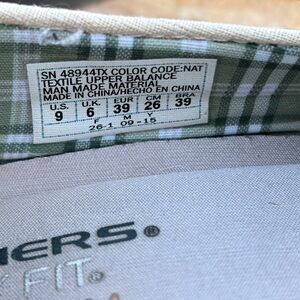 SN 48944TX COLOR CODE:NAT
TEXTILE UPPER BALANCE
MAN MADE MATERIAL
MADE IN CHINA/HECHO EN CHINA
U.S. U.K. EUR CM BRA
9 6 39 26 39
F M Y
26-1 09-15
HERS®
FIT®